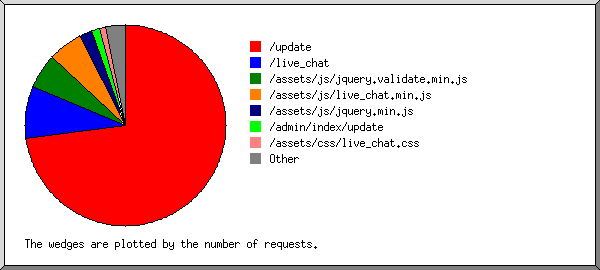 /update
/live_chat
/assets/js/jquery.validate.min.js
/assets/js/live_chat.min.js
/assets/js/jquery.min.js
/admin/index/update
/assets/css/live_chat.css
Other
The wedges are plotted by the number of requests.